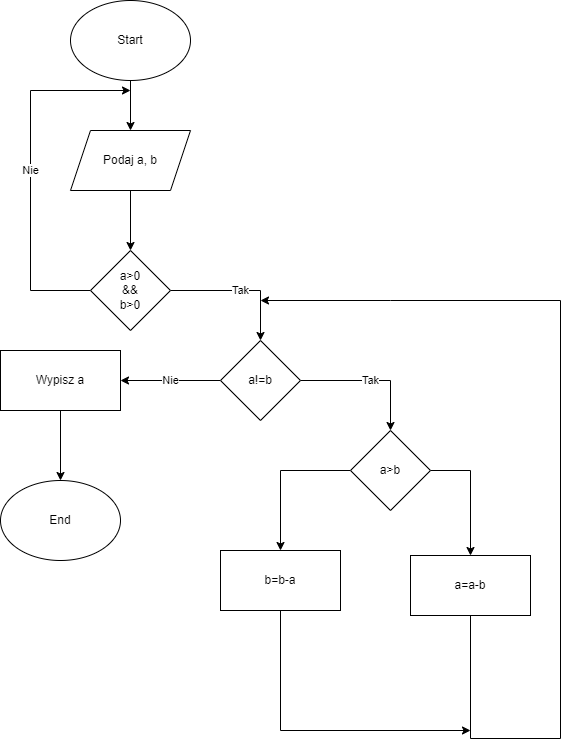 Start
Nie
Podaj a, b
a>0
&&
b>0
Tak
Wypisz a
Nie
a!=b
Tak
a>b
b=b-a
a=a-b
End